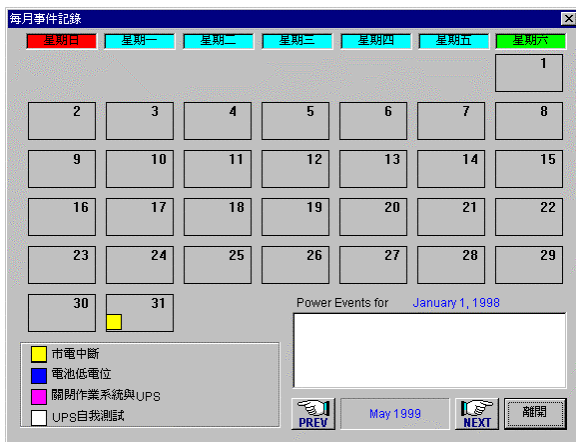 每月事件記錄
星期日 星期一 星期二 星期三 星期四 星期五 星期六
1
2 3 4 5 6 7 8
9 10 11 12 13 14 15
16 17 18 19 20 21 22
23 24 25 26 27 28 29
30 31
Power Events for January 1, 1998
市電中斷
電池低電位
關閉作業系統與UPS
UPS自我測試
PREV May 1999 NEXT 離開